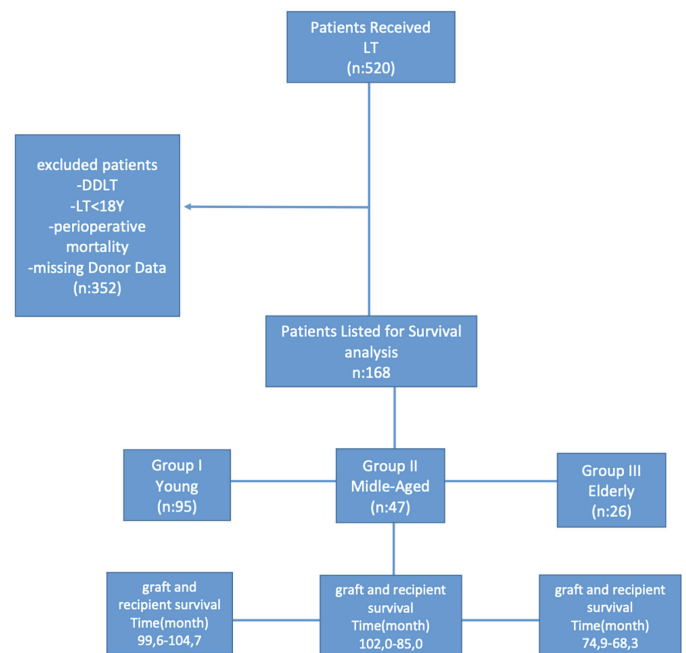 Patients Received
LT
(n:520)
excluded patients
-DDLT
-LT<18Y
-perioperative
mortality
-missing Donor Data
(n:352)
Patients Listed for Survival
analysis
n:168
Group I
Young
(n:95)
Group II
Midle-Aged
(n:47)
Group III
Elderly
(n:26)
graft and
recipient survival
Time(month)
99,6-104,7
graft and recipient
survival
Time(month)
102,0-85,0
graft and recipient
survival
Time(month)
74,9-68,3